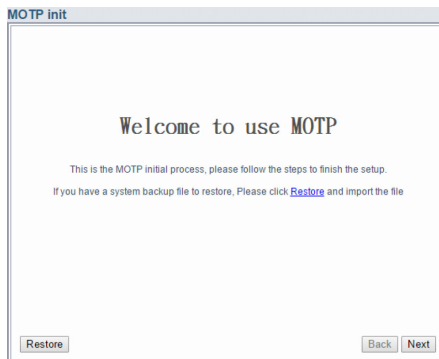 MOTP init
Welcome to use MOTP
This is the MOTP initial process, please follow the steps to finish the setup.
If you have a system backup file to restore, Please click Restore and import the file
Restore Back Next